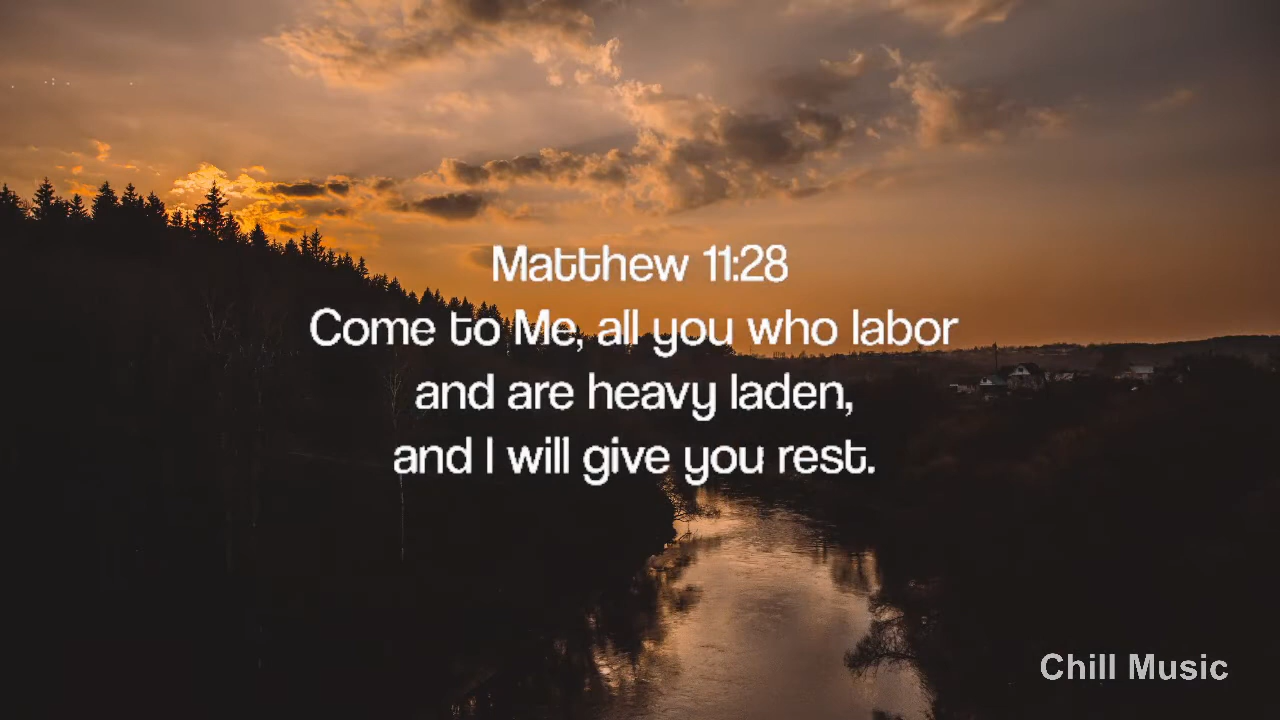 Matthew 11:28
Come to Me, all you who labor
and are heavy laden,
and I will give you rest.
Chill Music